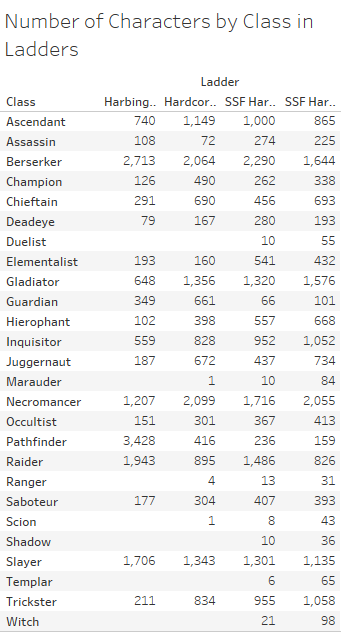 Number of Characters by Class in
Ladders
Ladder
Class Harbing.. Hardcor.. SSF Har.. SSF Har..
Ascendant 740 1,149 1,000 865
Assassin 108 72 274 225
Berserker 2,713 2,064 2,290 1,644
Champion 126 490 262 338
Chieftain 291 690 456 693
Deadeye 79 167 280 193
Duelist 10 55
Elementalist 193 160 541 432
Gladiator 648 1,356 1,320 1,576
Guardian 349 661 66 101
Hierophant 102 398 557 668
Inquisitor 559 828 952 1,052
Juggernaut 187 672 437 734
Marauder 1 10 84
Necromancer 1,207 2,099 1,716 2,055
Occultist 151 301 367 413
Pathfinder 3,428 416 236 159
Raider 1,943 895 1,486 826
Ranger 4 13 31
Saboteur 177 304 407 393
Scion 1 8 43
Shadow 10 36
Slayer 1,706 1,343 1,301 1,135
Templar 6 65
Trickster 211 834 955 1,058
Witch 21 98